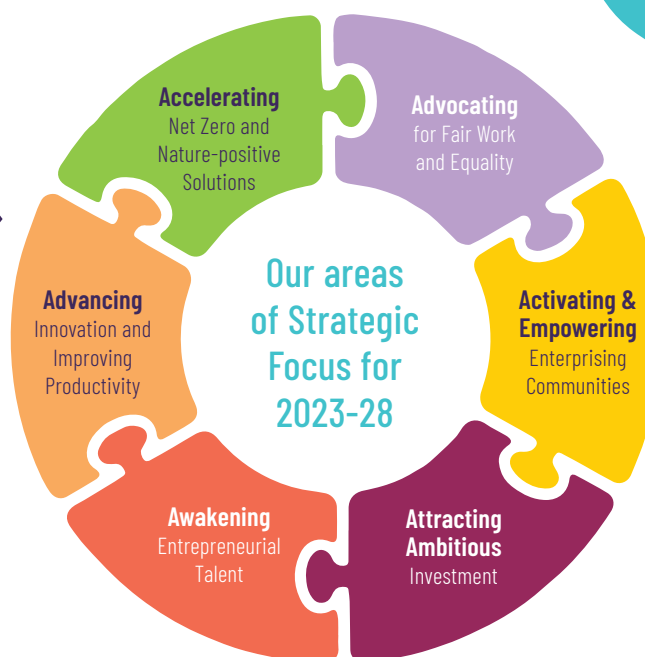 Accelerating
Net Zero and
Nature-positive
Solutions
Advocating
for Fair Work
and Equality
Advancing
Innovation and
Improving
Productivity
Our areas
of Strategic
Focus for
2023-28
Activating &
Empowering
Enterprising
Communities
Awakening
Entrepreneurial
Talent
Attracting
Ambitious
Investment